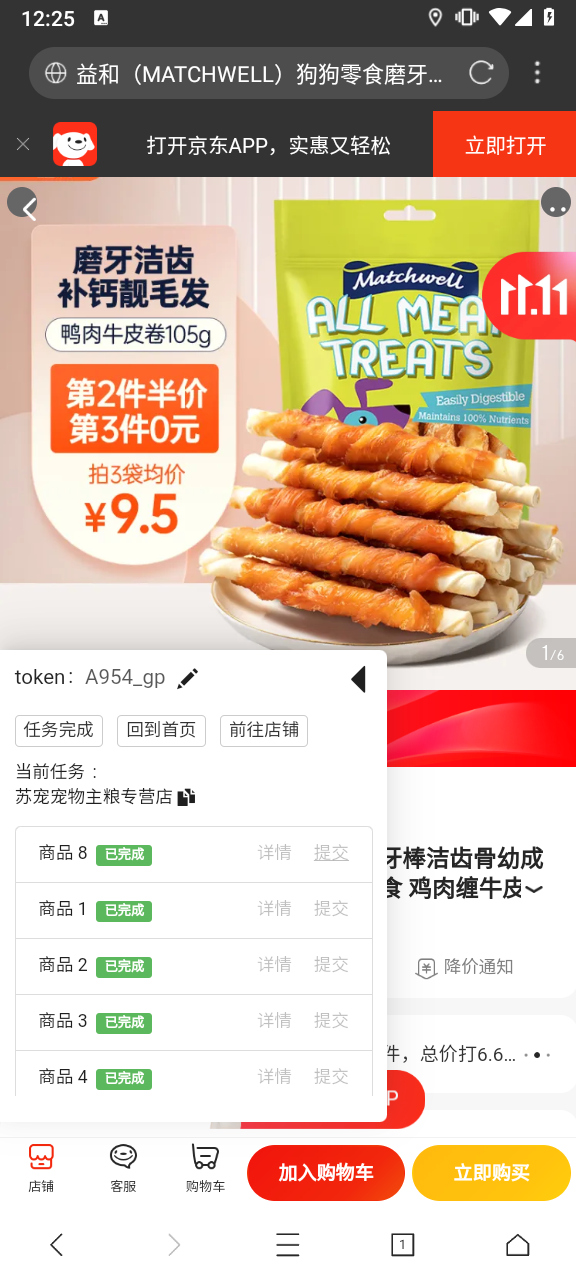 12:25
A
益和（MATCHWELL）狗狗零食磨牙...
打开京东APP，实惠又轻松
立即打开
磨牙洁齿
补钙靓毛发
鸭肉牛皮卷105g
第2件半价
第3件0元
拍3袋均价
¥9.5
Matchwell
ALL MEAT
TREATS
Easily Digestible
Maintains 100% Nutrients
11.11
1/6
token：A954_gp
任务完成 回到首页 前往店铺
当前任务：
苏宠宠物主粮专营店
商品 8 已完成 详情 提交
商品 1 已完成 详情 提交
商品 2 已完成 详情 提交
商品 3 已完成 详情 提交
商品 4 已完成 详情 提交
牙棒洁齿骨幼成
食 鸡肉缠牛皮
降价通知
件，总价打6.6...
P
店铺
客服
购物车
加入购物车
立即购买
1